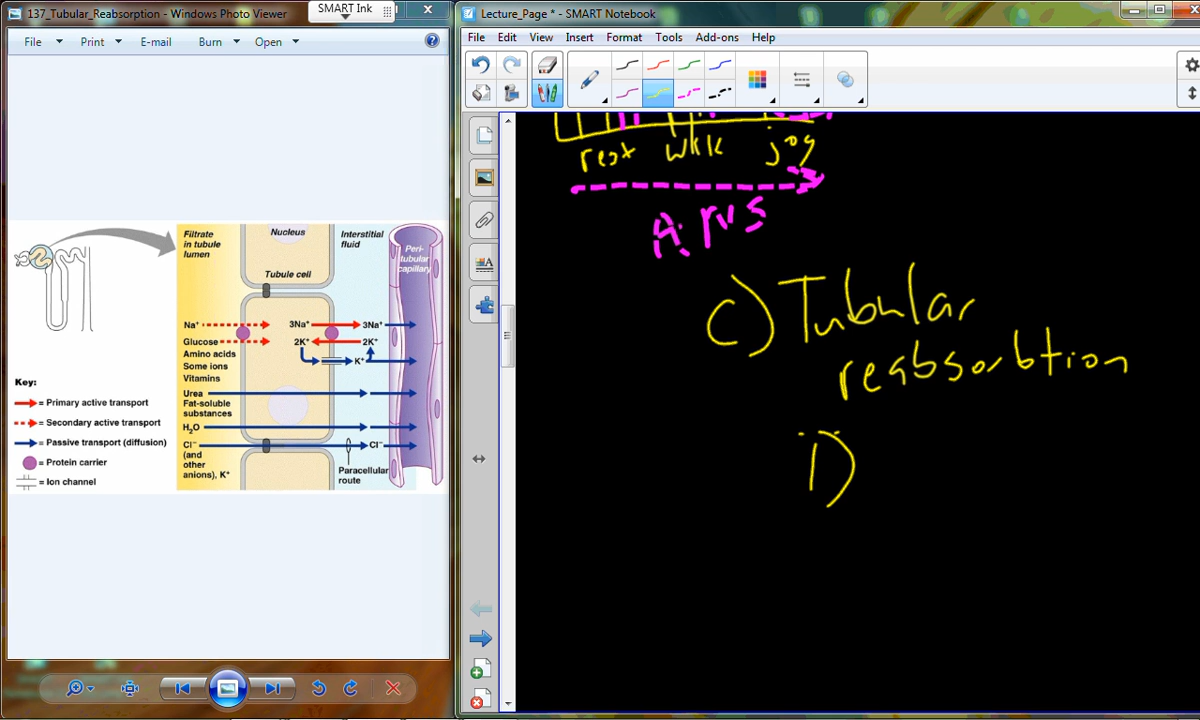 137_Tubular_Reabsorption - Windows Photo Viewer
SMART Ink
File Print E-mail Burn Open
Filtrate
in tubule
lumen
Nucleus
Interstitial
fluid
Peri-
tubular
capillary
Tubule cell
Na⁺ 3Na⁺ 3Na⁺
Glucose 2K⁺ 2K⁺
Amino acids
Some ions K⁺
Vitamins
Urea
Fat-soluble
substances
H₂O
Cl⁻ Cl⁻
(and
other
anions), K⁺
Paracellular
route
Key:
= Primary active transport
= Secondary active transport
= Passive transport (diffusion)
= Protein carrier
= Ion channel
Lecture_Page * - SMART Notebook
File Edit View Insert Format Tools Add-ons Help
rest walk jog
c) Tubular
reabsorbtion
i)